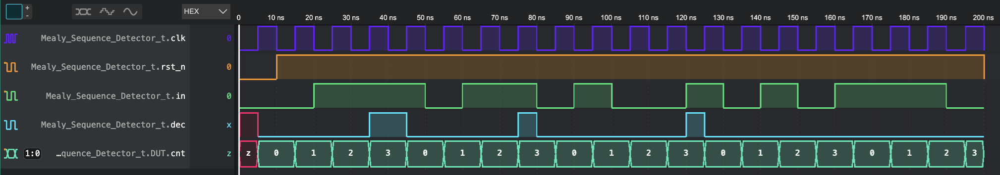 +
-
HEX
0 10 ns 20 ns 30 ns 40 ns 50 ns 60 ns 70 ns 80 ns 90 ns 100 ns 110 ns 120 ns 130 ns 140 ns 150 ns 160 ns 170 ns 180 ns 190 ns 200 ns
Mealy_Sequence_Detector_t.clk 0
Mealy_Sequence_Detector_t.rst_n 0
Mealy_Sequence_Detector_t.in 0
Mealy_Sequence_Detector_t.dec x
1:0 …quence_Detector_t.DUT.cnt z z 0 1 2 3 0 1 2 3 0 1 2 3 0 1 2 3 0 1 2 3